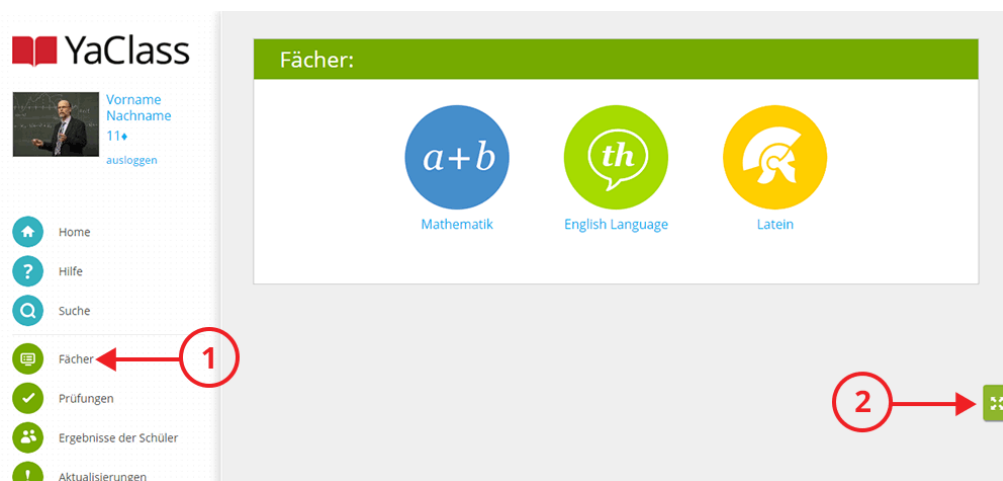 YaClass
Vorname
Nachname
11♦
ausloggen
Home
?
Hilfe
Suche
Fächer
Prüfungen
Ergebnisse der Schüler
!
Aktualisierungen
1
Fächer:
a+b
th
Mathematik
English Language
Latein
2